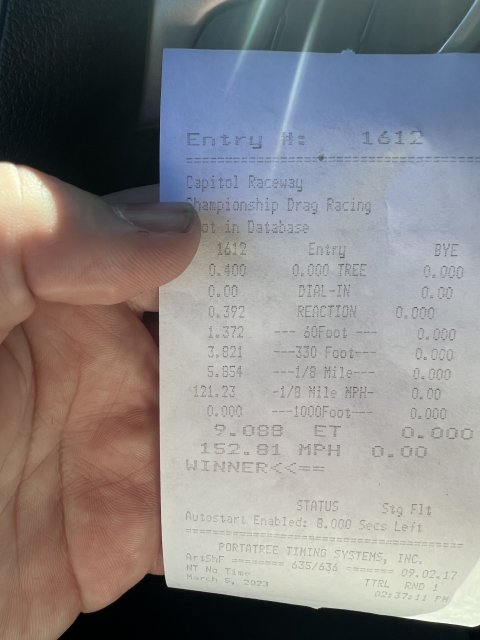 Entry #: 1612
========================================
Capitol Raceway
Championship Drag Racing
Not in Database
1612 Entry BYE
0.400 0.000 TREE 0.000
0.00 DIAL-IN 0.00
0.392 REACTION 0.000
1.372 --- 60Foot --- 0.000
3.821 ---330 Foot--- 0.000
5.854 ---1/8 Mile--- 0.000
121.23 -1/8 Mile MPH- 0.00
0.000 ---1000Foot--- 0.000
9.088 ET 0.000
152.81 MPH 0.00
WINNER<<==
STATUS Stg Flt
Autostart Enabled: 8.000 Secs Left
========================================
PORTATREE TIMING SYSTEMS, INC.
ArtShF ======== 635/636 <====== 09.02.17
NT No Time TTRL RND 1
March 5, 2023 02:37:11 PM